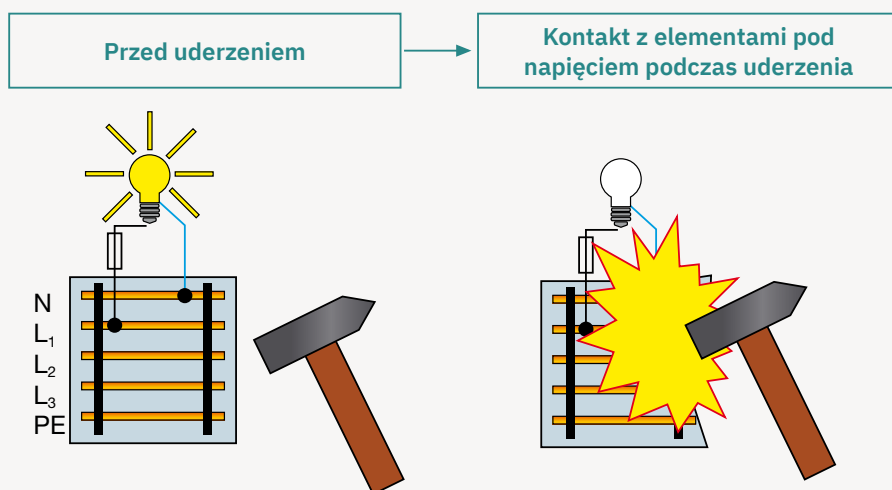 Przed uderzeniem
Kontakt z elementami pod
napięciem podczas uderzenia
N
L₁
L₂
L₃
PE